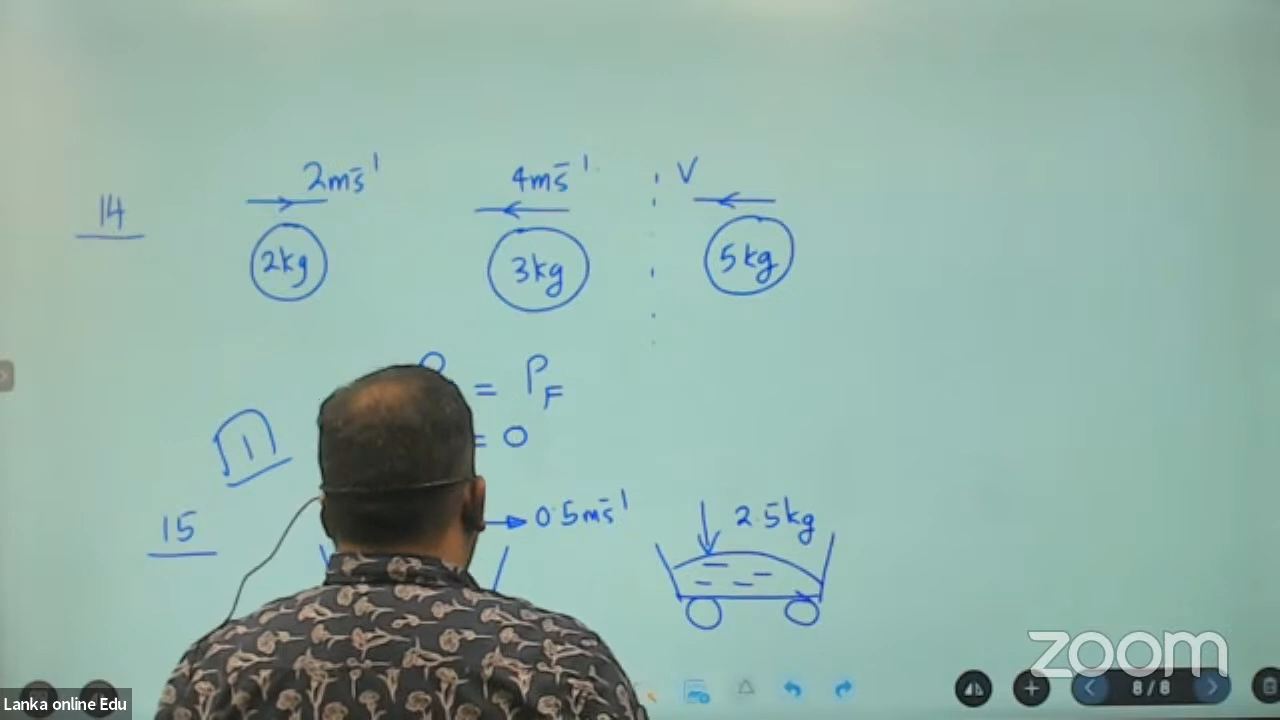 14
2ms⁻¹ 4ms⁻¹ V
2kg 3kg 5kg
= P_F
1 = 0
15 0.5ms⁻¹ 2.5kg
zoom
8/8
Lanka online Edu